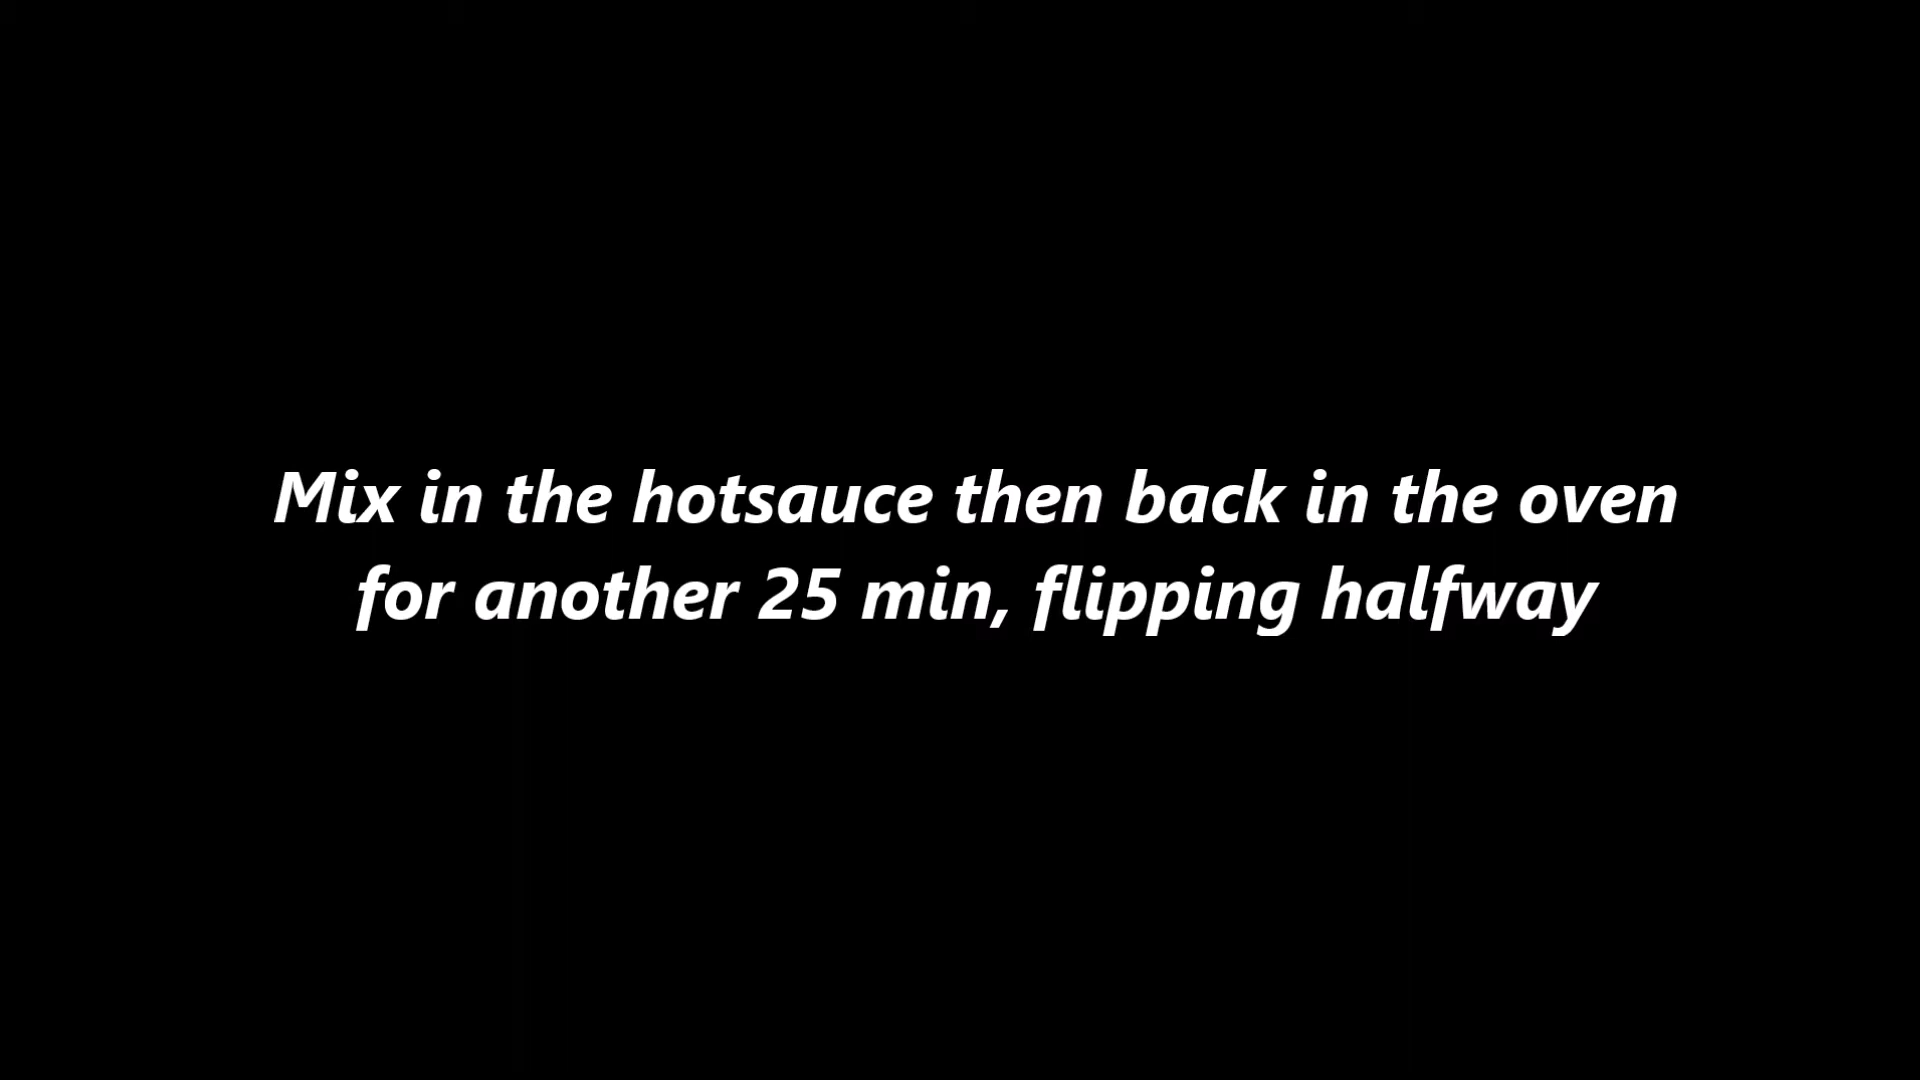 Mix in the hotsauce then back in the oven
for another 25 min, flipping halfway